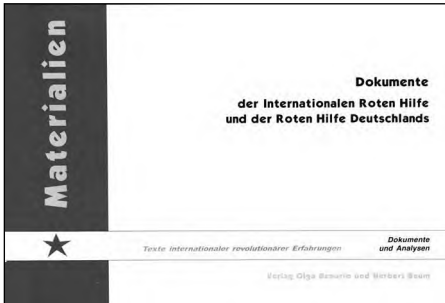 Materialien
Dokumente
der Internationalen Roten Hilfe
und der Roten Hilfe Deutschlands
Texte internationaler revolutionärer Erfahrungen
Dokumente
und Analysen
Verlag Olga Benario und Herbert Baum